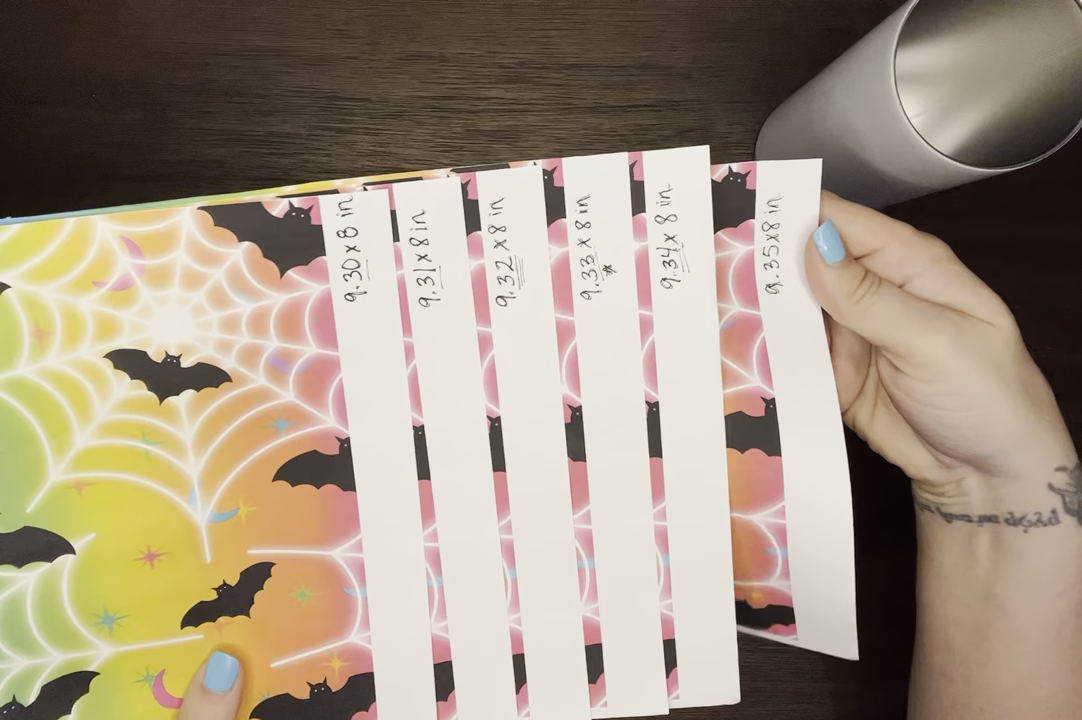 9.30 x 8 in
9.31 x 8 in
9.32 x 8 in
9.33 x 8 in
9.34 x 8 in
9.35 x 8 in